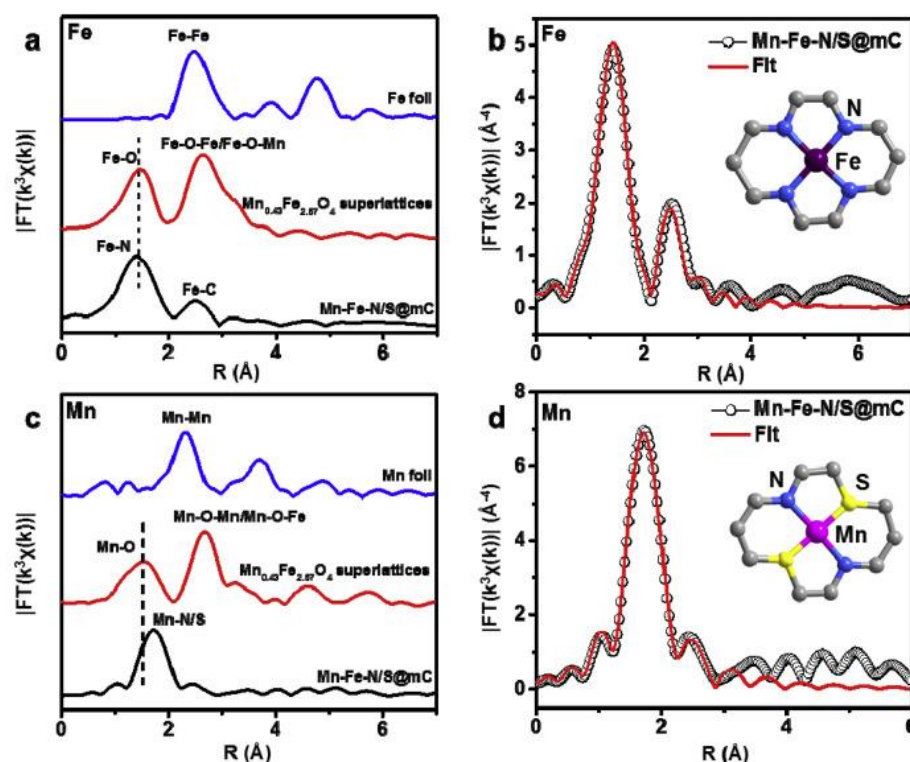 a
Fe
Fe-Fe
Fe foil
Fe-O
Fe-O-Fe/Fe-O-Mn
Mn0.43Fe2.57O4 superlattices
Fe-N
Fe-C
Mn-Fe-N/S@mC
|FT(k³χ(k))|
0 2 4 6
R (Å)
b
Fe
Mn-Fe-N/S@mC
Fit
N
Fe
|FT(k³χ(k))| (Å⁻⁴)
5
4
3
2
1
0
0 2 4 6
R (Å)
c
Mn
Mn-Mn
Mn foil
Mn-O-Mn/Mn-O-Fe
Mn-O
Mn0.43Fe2.57O4 superlattices
Mn-N/S
Mn-Fe-N/S@mC
|FT(k³χ(k))|
0 2 4 6
R (Å)
d
Mn
Mn-Fe-N/S@mC
Fit
N
S
Mn
|FT(k³χ(k))| (Å⁻⁴)
8
6
4
2
0
0 1 2 3 4 5 6
R (Å)